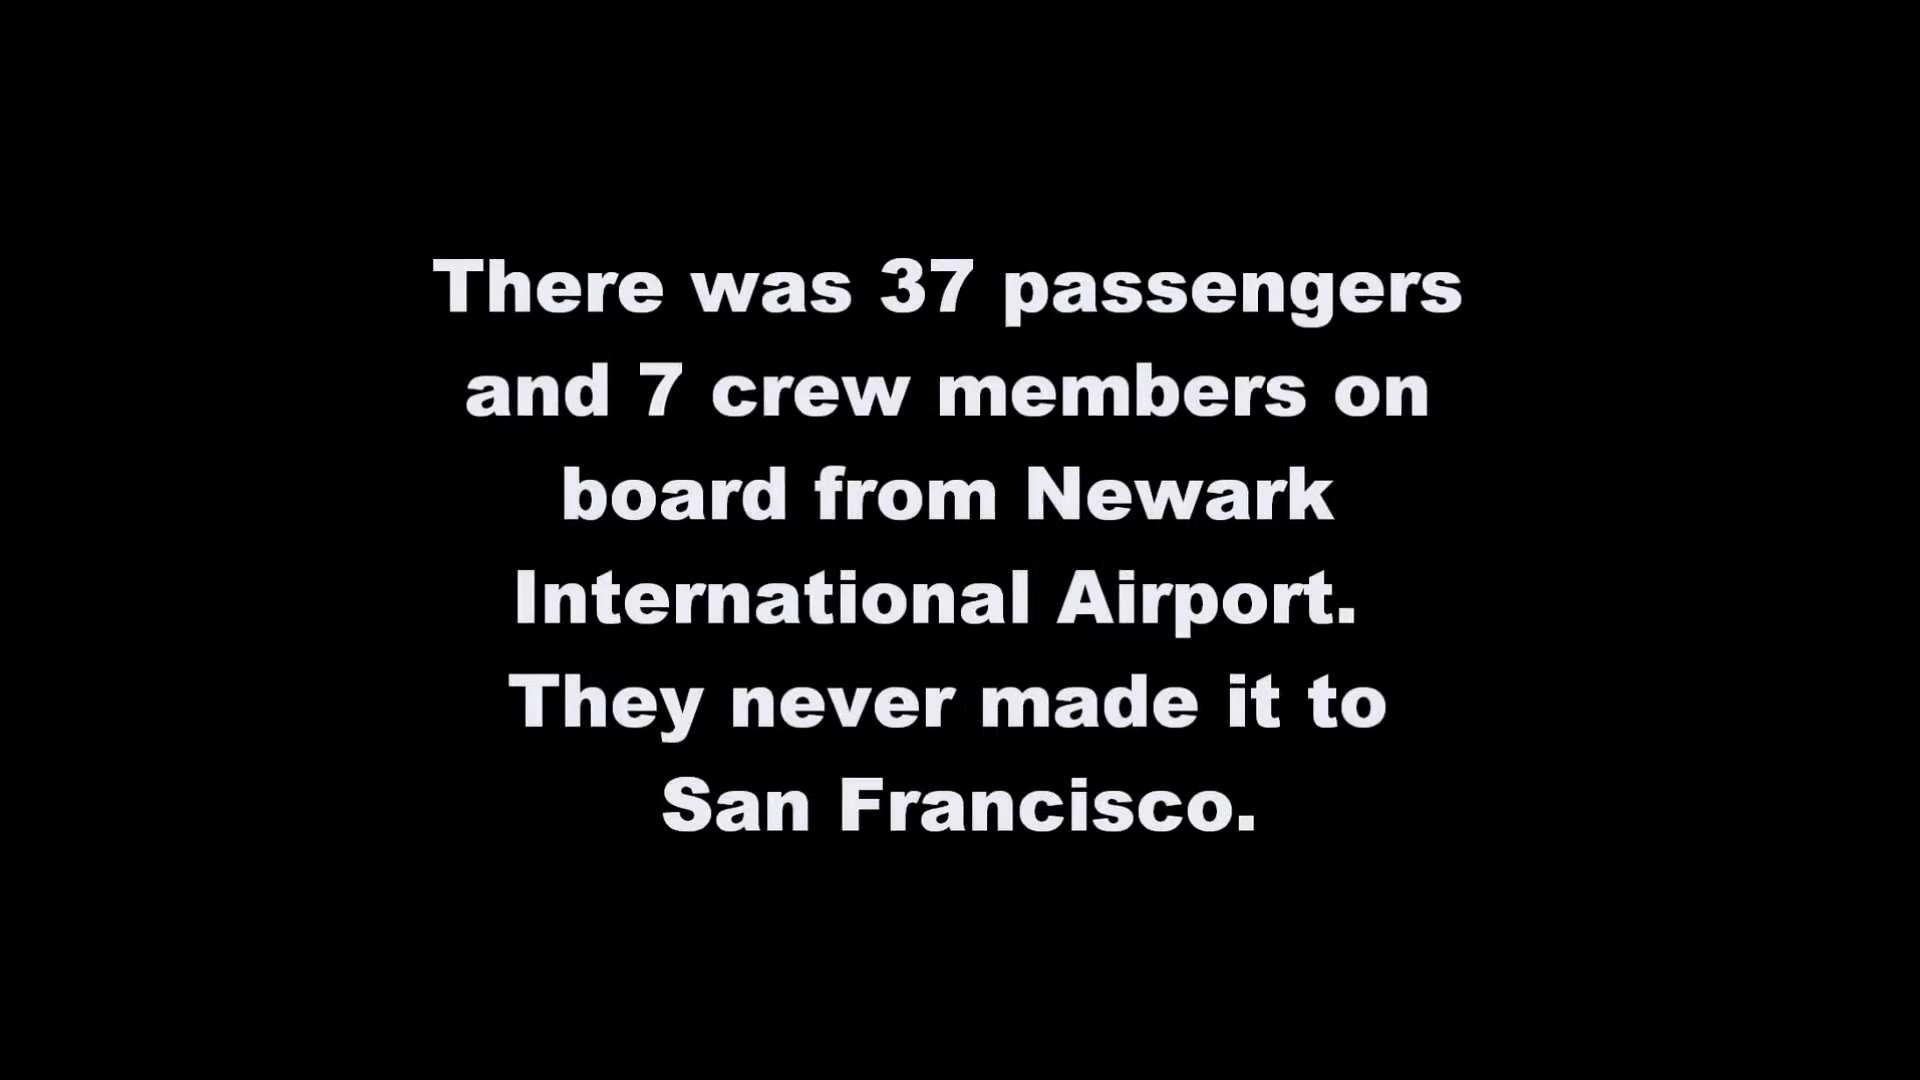 There was 37 passengers
and 7 crew members on
board from Newark
International Airport.
They never made it to
San Francisco.